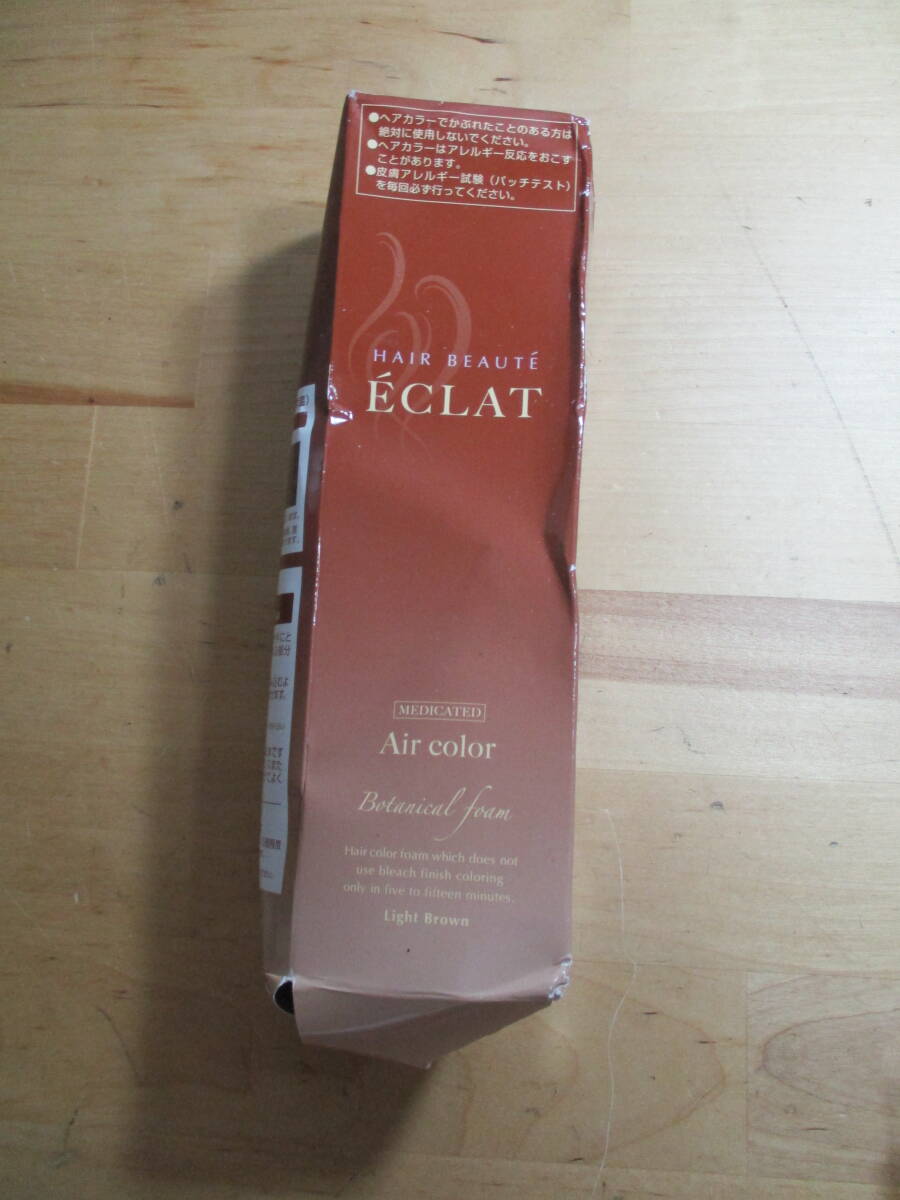 ●ヘアカラーでかぶれたことのある方は
絶対に使用しないでください。
●ヘアカラーはアレルギー反応をおこす
ことがあります。
●皮膚アレルギー試験（パッチテスト）
を毎回必ず行ってください。
HAIR BEAUTÉ
ÉCLAT
MEDICATED
Air color
Botanical foam
Hair color foam which does not
use bleach finish coloring
only in five to fifteen minutes.
Light Brown